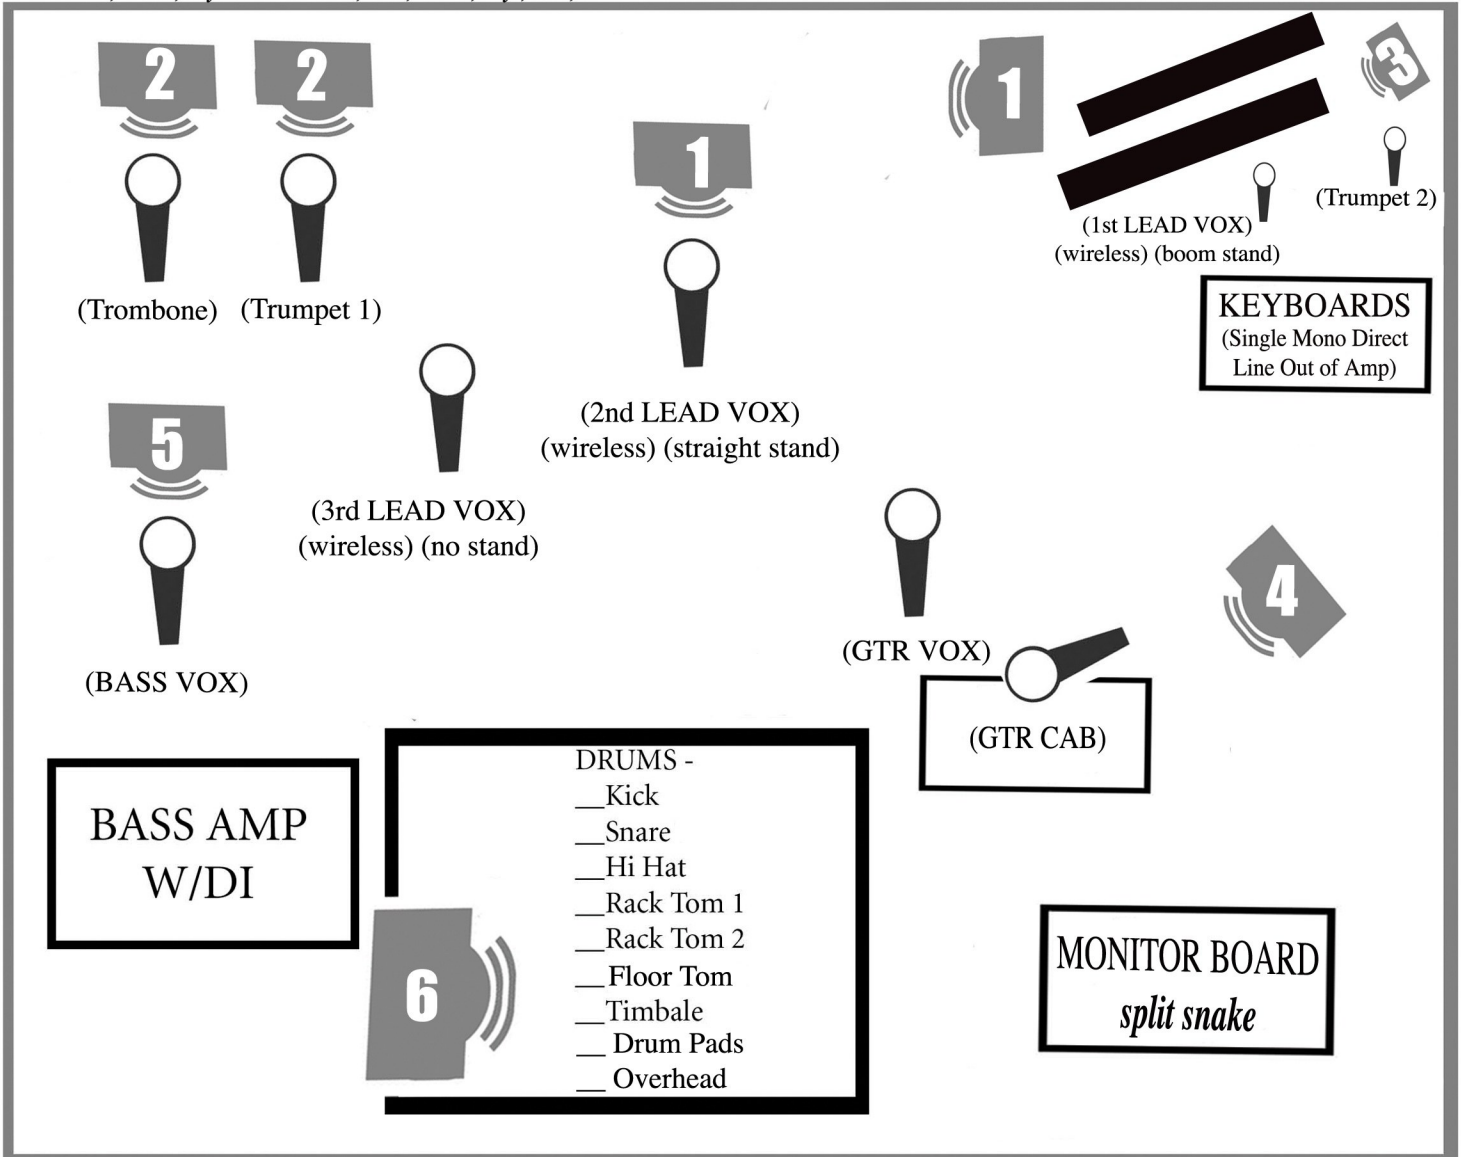 2
2
1
1
3
(Trumpet 2)
(1st LEAD VOX)
(wireless) (boom stand)
(Trombone)
(Trumpet 1)
KEYBOARDS
(Single Mono Direct
Line Out of Amp)
(2nd LEAD VOX)
(wireless) (straight stand)
5
(3rd LEAD VOX)
(wireless) (no stand)
4
(BASS VOX)
(GTR VOX)
(GTR CAB)
BASS AMP
W/DI
DRUMS -
__Kick
__Snare
__Hi Hat
__Rack Tom 1
__Rack Tom 2
__Floor Tom
__Timbale
__ Drum Pads
__ Overhead
6
MONITOR BOARD
split snake